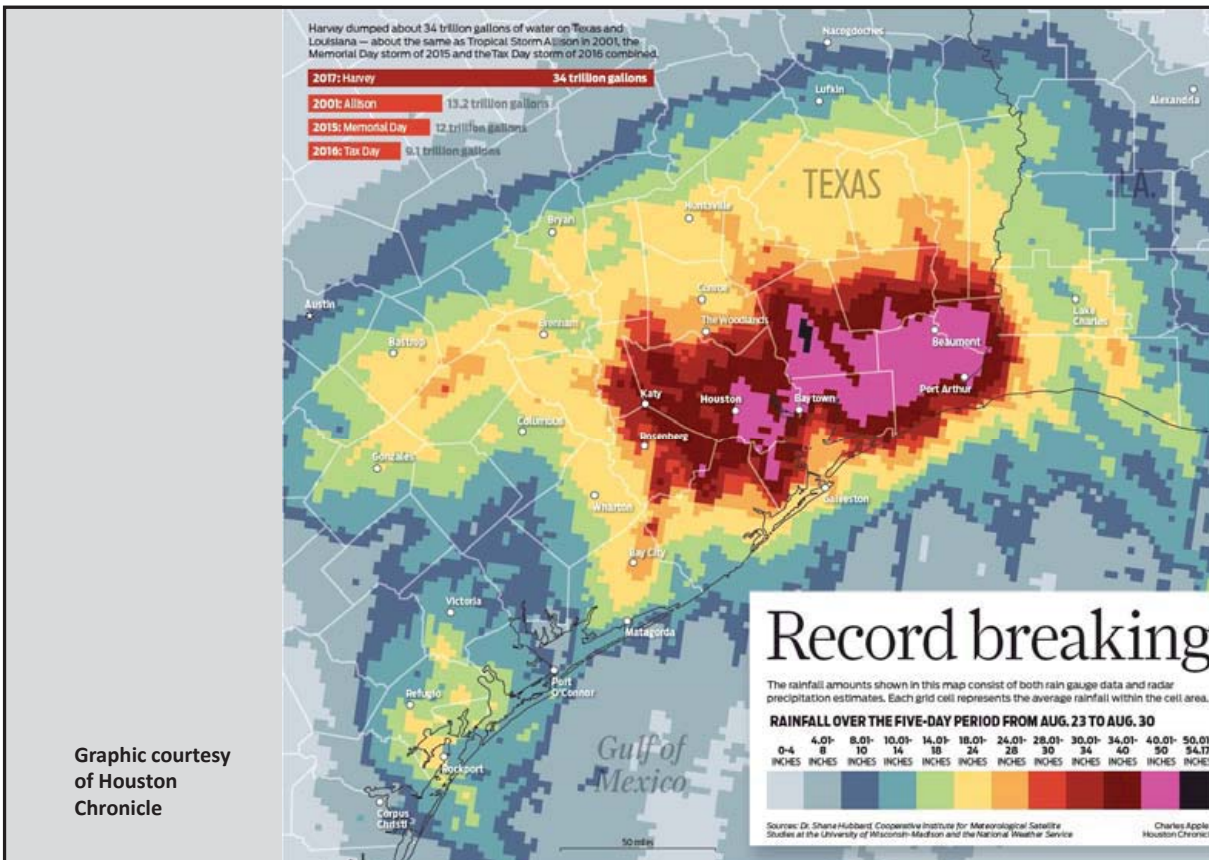 Harvey dumped about 34 trillion gallons of water on Texas and
Louisiana — about the same as Tropical Storm Allison in 2001, the
Memorial Day storm of 2015 and the Tax Day storm of 2016 combined.
2017: Harvey 34 trillion gallons
2001: Allison 13.2 trillion gallons
2015: Memorial Day 12 trillion gallons
2016: Tax Day 9.1 trillion gallons
Nacogdoches
Lufkin
Alexandria
TEXAS
LA.
Huntsville
Bryan
Austin
Conroe
Lake
Charles
Brenham
The Woodlands
Bastrop
Beaumont
Port Arthur
Katy
Houston
Baytown
Columbus
Rosenberg
Gonzales
Wharton
Galveston
Bay City
Victoria
Matagorda
Port
O'Connor
Refugio
Rockport
Corpus
Christi
Gulf of
Mexico
50 miles
Record breaking
The rainfall amounts shown in this map consist of both rain gauge data and radar
precipitation estimates. Each grid cell represents the average rainfall within the cell area.
RAINFALL OVER THE FIVE-DAY PERIOD FROM AUG. 23 TO AUG. 30
4.01- 8.01- 10.01- 14.01- 18.01- 24.01- 28.01- 30.01- 34.01- 40.01- 50.01-
0-4 8 10 14 18 24 28 30 34 40 50 54.17
INCHES INCHES INCHES INCHES INCHES INCHES INCHES INCHES INCHES INCHES INCHES INCHES
Sources: Dr. Shane Hubbard, Cooperative Institute for Meteorological Satellite
Studies at the University of Wisconsin-Madison and the National Weather Service
Charles Apple
Houston Chronicl
Graphic courtesy
of Houston
Chronicle